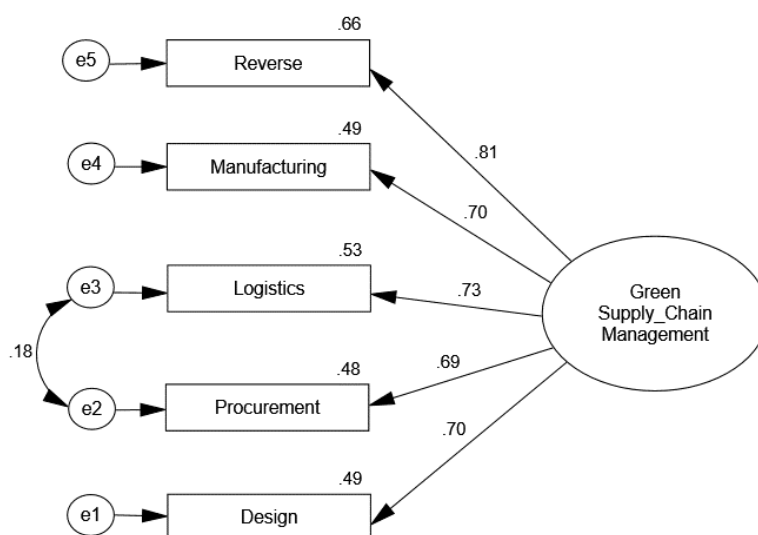 .66
e5
Reverse
.81
.49
e4
Manufacturing
.70
.53
e3
Logistics
.73
Green
Supply_Chain
Management
.18
.48
e2
Procurement
.69
.70
.49
e1
Design